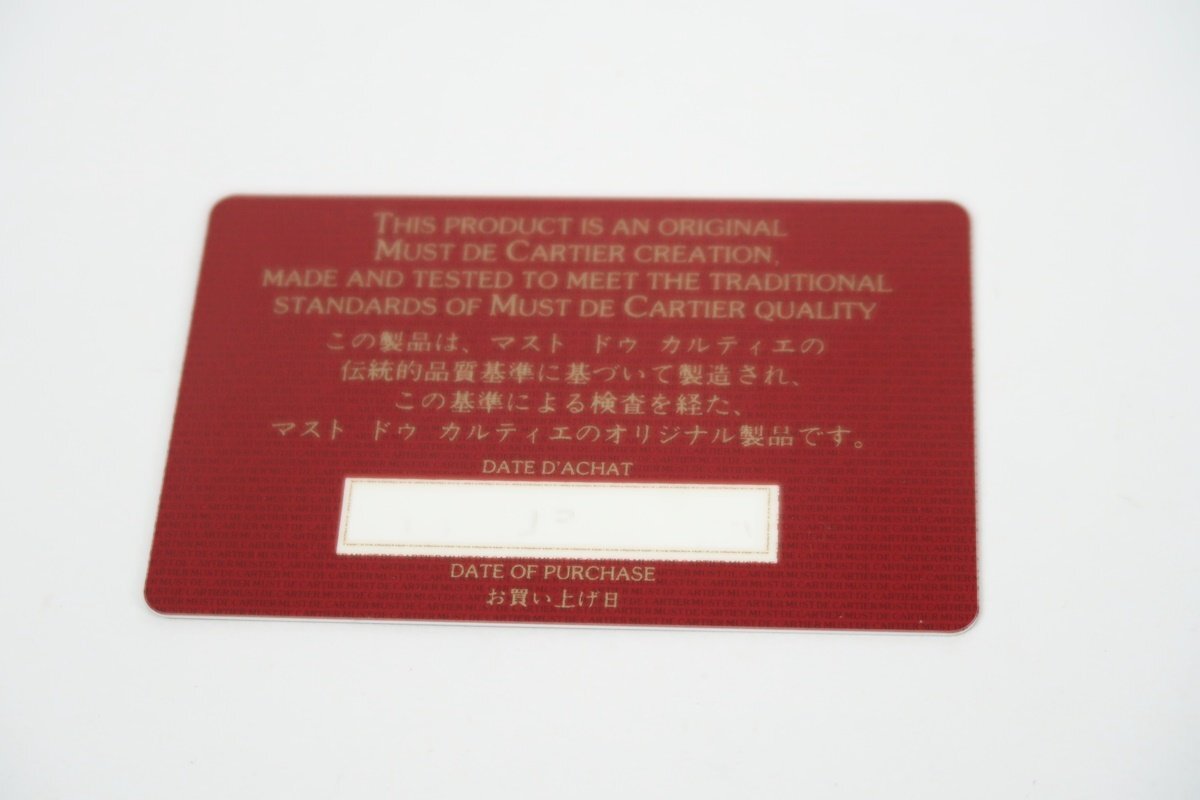 THIS PRODUCT IS AN ORIGINAL
MUST DE CARTIER CREATION,
MADE AND TESTED TO MEET THE TRADITIONAL
STANDARDS OF MUST DE CARTIER QUALITY
この製品は、マスト ドゥ カルティエの
伝統的品質基準に基づいて製造され、
この基準による検査を経た、
マスト ドゥ カルティエのオリジナル製品です。
DATE D'ACHAT
DATE OF PURCHASE
お買い上げ日